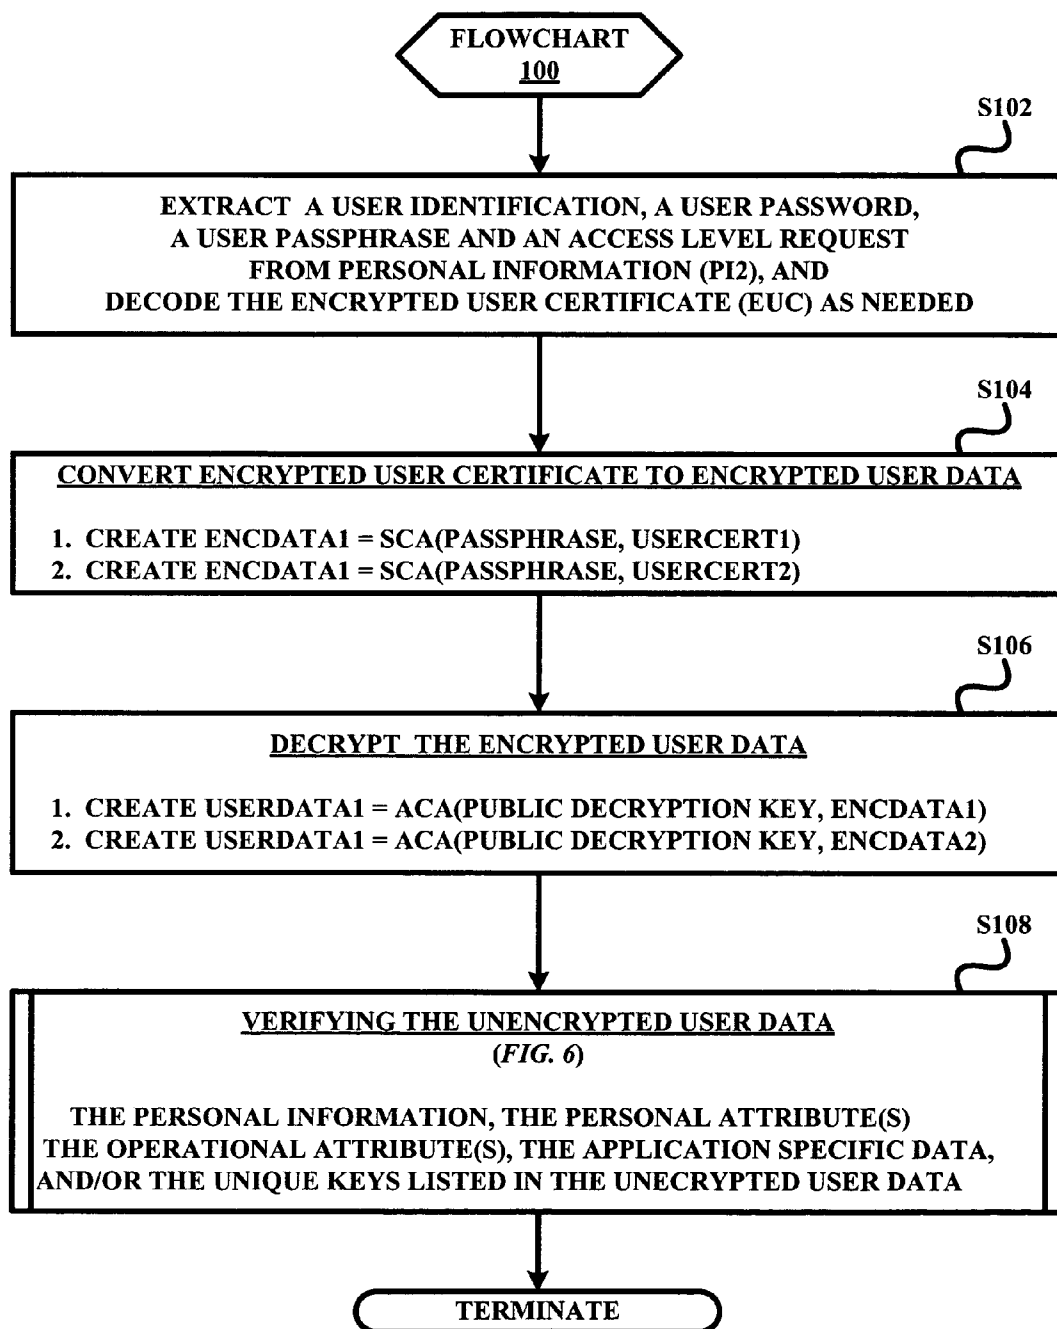 FLOWCHART
100
S102
EXTRACT A USER IDENTIFICATION, A USER PASSWORD,
A USER PASSPHRASE AND AN ACCESS LEVEL REQUEST
FROM PERSONAL INFORMATION (PI2), AND
DECODE THE ENCRYPTED USER CERTIFICATE (EUC) AS NEEDED
S104
CONVERT ENCRYPTED USER CERTIFICATE TO ENCRYPTED USER DATA
1. CREATE ENCDATA1 = SCA(PASSPHRASE, USERCERT1)
2. CREATE ENCDATA1 = SCA(PASSPHRASE, USERCERT2)
S106
DECRYPT THE ENCRYPTED USER DATA
1. CREATE USERDATA1 = ACA(PUBLIC DECRYPTION KEY, ENCDATA1)
2. CREATE USERDATA1 = ACA(PUBLIC DECRYPTION KEY, ENCDATA2)
S108
VERIFYING THE UNENCRYPTED USER DATA
(FIG. 6)
THE PERSONAL INFORMATION, THE PERSONAL ATTRIBUTE(S)
THE OPERATIONAL ATTRIBUTE(S), THE APPLICATION SPECIFIC DATA,
AND/OR THE UNIQUE KEYS LISTED IN THE UNECRYPTED USER DATA
TERMINATE